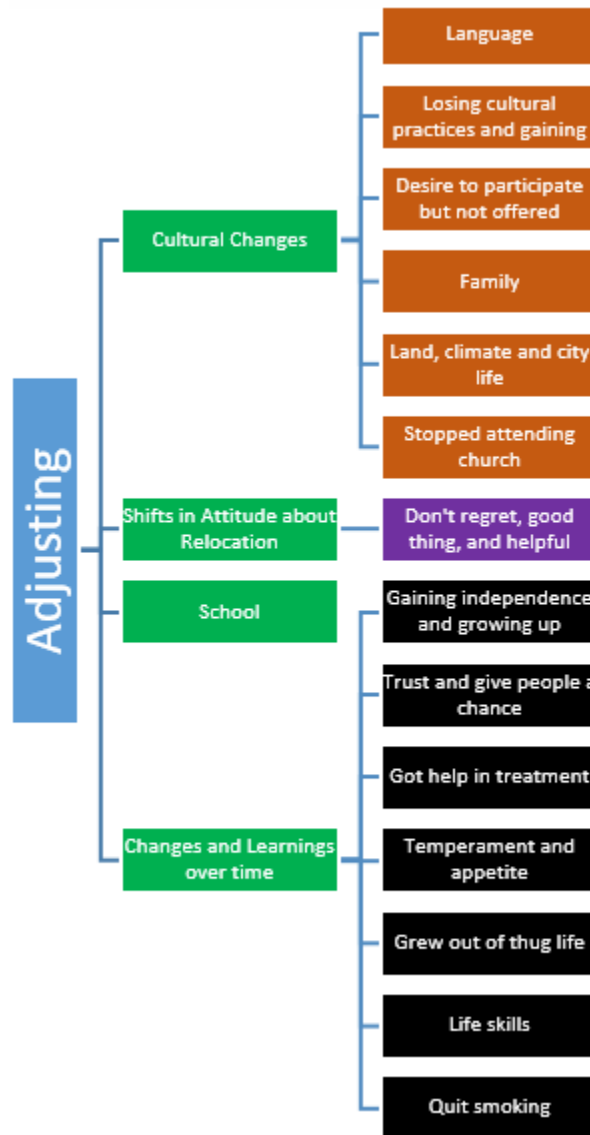 Adjusting
Cultural Changes
Language
Losing cultural
practices and gaining
Desire to participate
but not offered
Family
Land, climate and city
life
Stopped attending
church
Shifts in Attitude about
Relocation
Don't regret, good
thing, and helpful
School
Changes and Learnings
over time
Gaining independence
and growing up
Trust and give people a
chance
Got help in treatment
Temperament and
appetite
Grew out of thug life
Life skills
Quit smoking